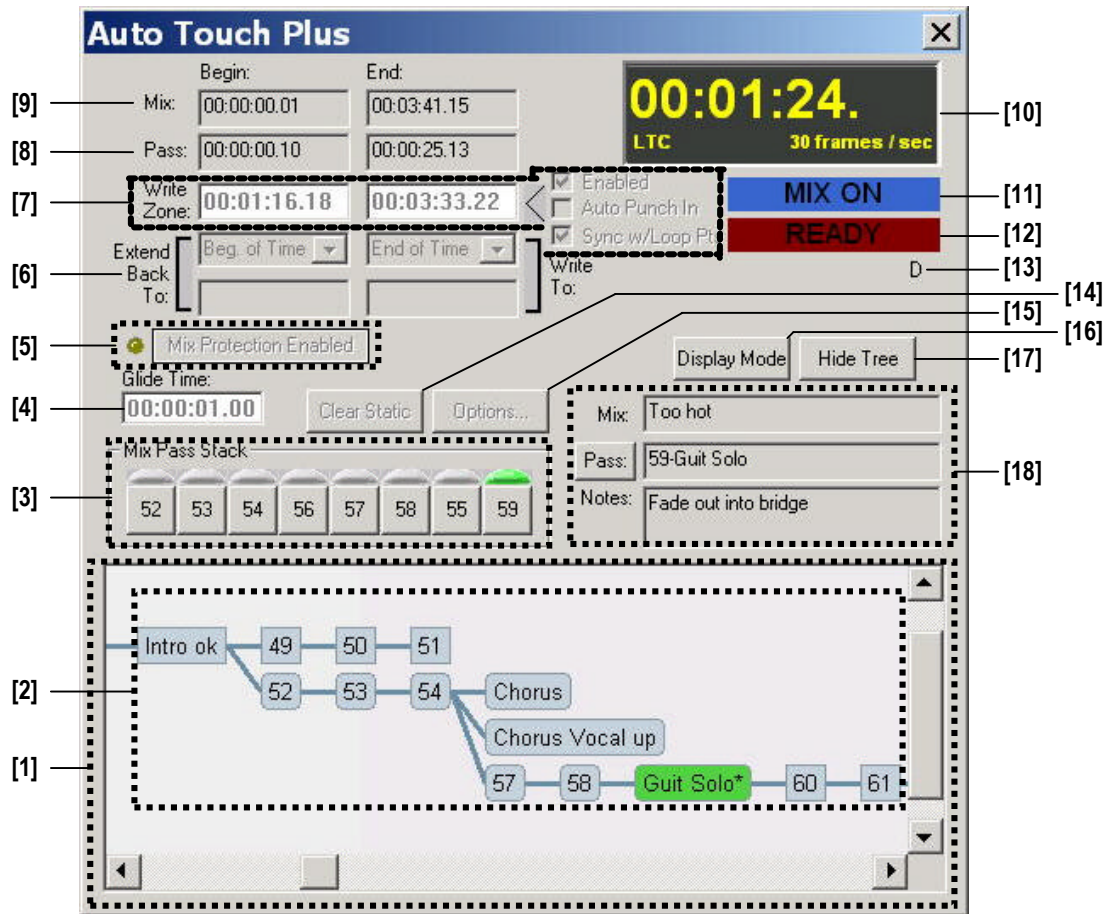 Auto Touch Plus
Begin: End:
[9] Mix: 00:00:00.01 00:03:41.15
00:01:24. [10]
LTC 30 frames / sec
[8] Pass: 00:00:00.10 00:00:25.13
[7] Write Zone: 00:01:16.18 00:03:33.22
Enabled
Auto Punch In
Sync w/Loop Pt
MIX ON [11]
READY [12]
[6] Extend Back To: Beg. of Time End of Time Write To:
D [13]
[14]
[15]
[16]
[5] Mix Protection Enabled
Display Mode Hide Tree [17]
Glide Time:
[4] 00:00:01.00 Clear Static Options...
Mix: Too hot
Pass: 59-Guit Solo [18]
Notes: Fade out into bridge
Mix Pass Stack
[3] 52 53 54 56 57 58 55 59
Intro ok 49 50 51
[2] 52 53 54 Chorus
Chorus Vocal up
[1] 57 58 Guit Solo* 60 61